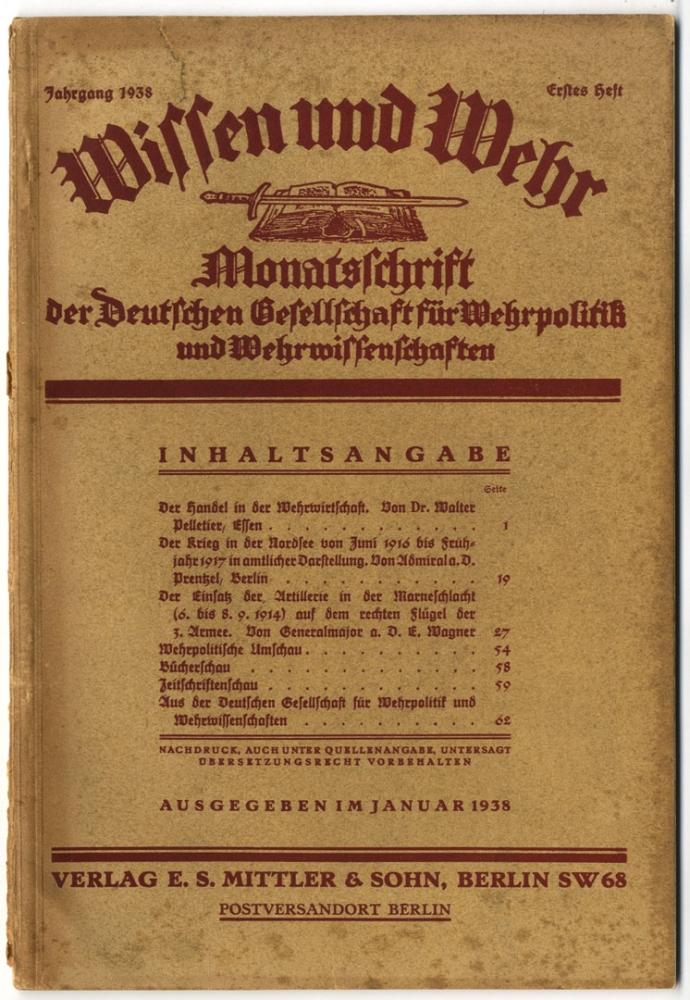 Jahrgang 1938
Erstes Heft
Wissen und Wehr
Monatsschrift
der Deutschen Gesellschaft für Wehrpolitik
und Wehrwissenschaften
INHALTSANGABE
Seite
Der Handel in der Wehrwirtschaft. Von Dr. Walter
Pelletier, Essen . . . . . . . . . . . . 1
Der Krieg in der Nordsee von Juni 1916 bis Früh-
jahr 1917 in amtlicher Darstellung. Von Admiral a. D.
Prentzel, Berlin . . . . . . . . . . . 19
Der Einsatz der Artillerie in der Marneschlacht
(6. bis 8. 9. 1914) auf dem rechten Flügel der
3. Armee. Von Generalmajor a. D. E. Wagner 27
Wehrpolitische Umschau . . . . . . . . . . 54
Bücherschau . . . . . . . . . . . . . 58
Zeitschriftenschau . . . . . . . . . . . . 59
Aus der Deutschen Gesellschaft für Wehrpolitik und
Wehrwissenschaften . . . . . . . . . . 62
NACHDRUCK, AUCH UNTER QUELLENANGABE, UNTERSAGT
ÜBERSETZUNGSRECHT VORBEHALTEN
AUSGEGEBEN IM JANUAR 1938
VERLAG E. S. MITTLER & SOHN, BERLIN SW 68
POSTVERSANDORT BERLIN